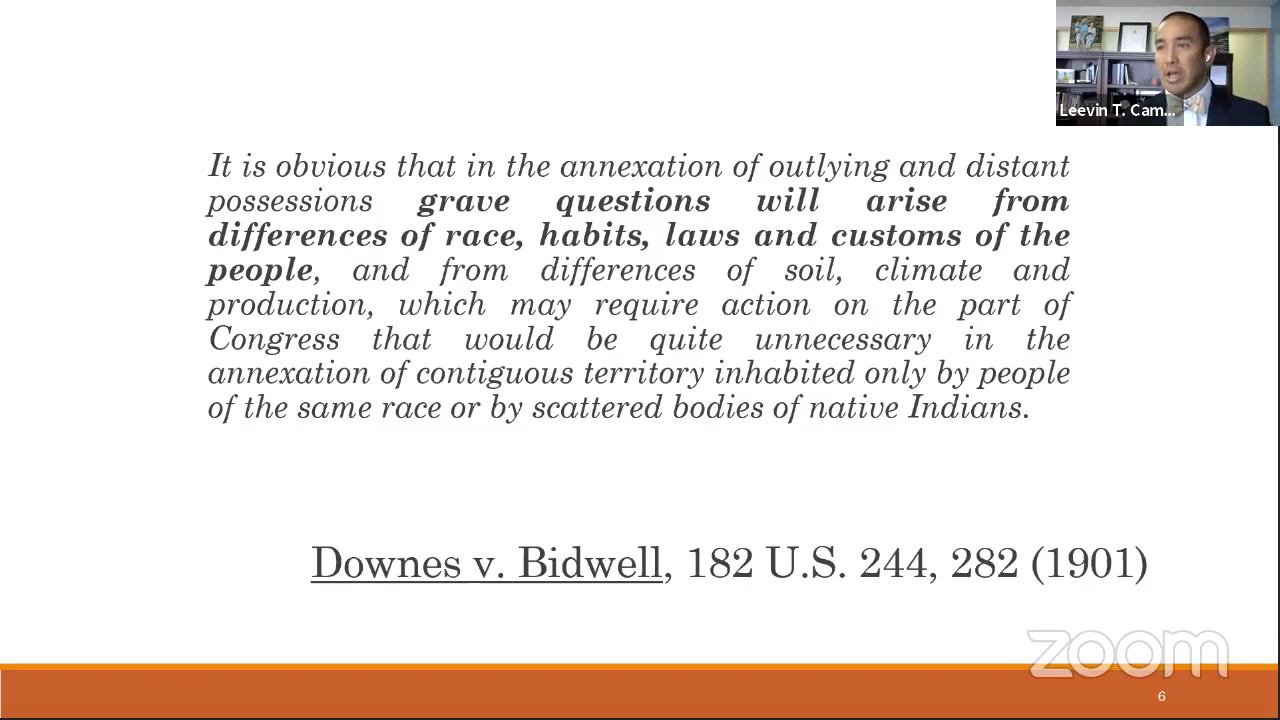 Leevin T. Cam...
It is obvious that in the annexation of outlying and distant
possessions grave questions will arise from
differences of race, habits, laws and customs of the
people, and from differences of soil, climate and
production, which may require action on the part of
Congress that would be quite unnecessary in the
annexation of contiguous territory inhabited only by people
of the same race or by scattered bodies of native Indians.
Downes v. Bidwell, 182 U.S. 244, 282 (1901)
zoom
6